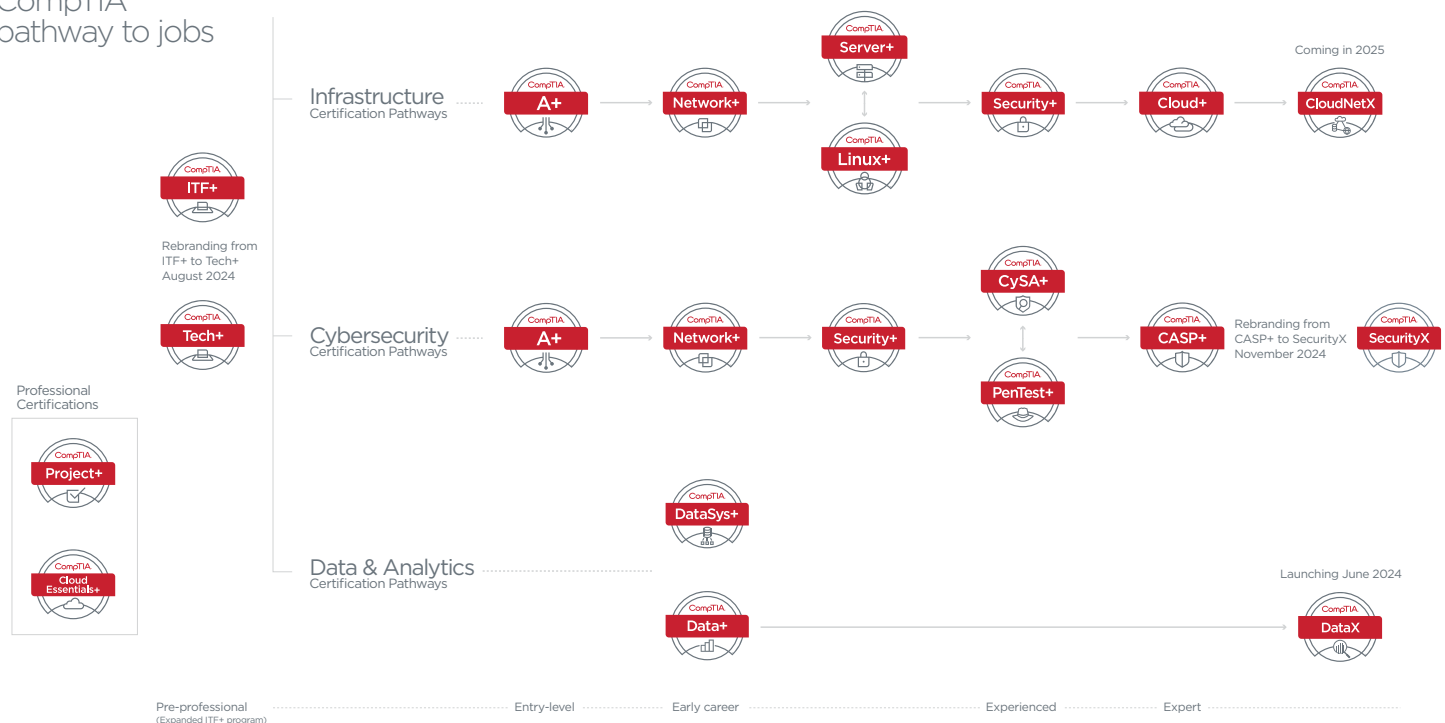 CompTIA
pathway to jobs
Infrastructure
Certification Pathways
CompTIA
A+
CompTIA
Network+
CompTIA
Server+
CompTIA
Linux+
CompTIA
Security+
CompTIA
Cloud+
Coming in 2025
CompTIA
CloudNetX
CompTIA
ITF+
Rebranding from
ITF+ to Tech+
August 2024
CompTIA
Tech+
Cybersecurity
Certification Pathways
CompTIA
A+
CompTIA
Network+
CompTIA
Security+
CompTIA
CySA+
CompTIA
PenTest+
CompTIA
CASP+
Rebranding from
CASP+ to SecurityX
November 2024
CompTIA
SecurityX
Professional
Certifications
CompTIA
Project+
CompTIA
Cloud
Essentials+
Data & Analytics
Certification Pathways
CompTIA
DataSys+
CompTIA
Data+
Launching June 2024
CompTIA
DataX
Pre-professional
(Expanded ITF+ program)
Entry-level
Early career
Experienced
Expert